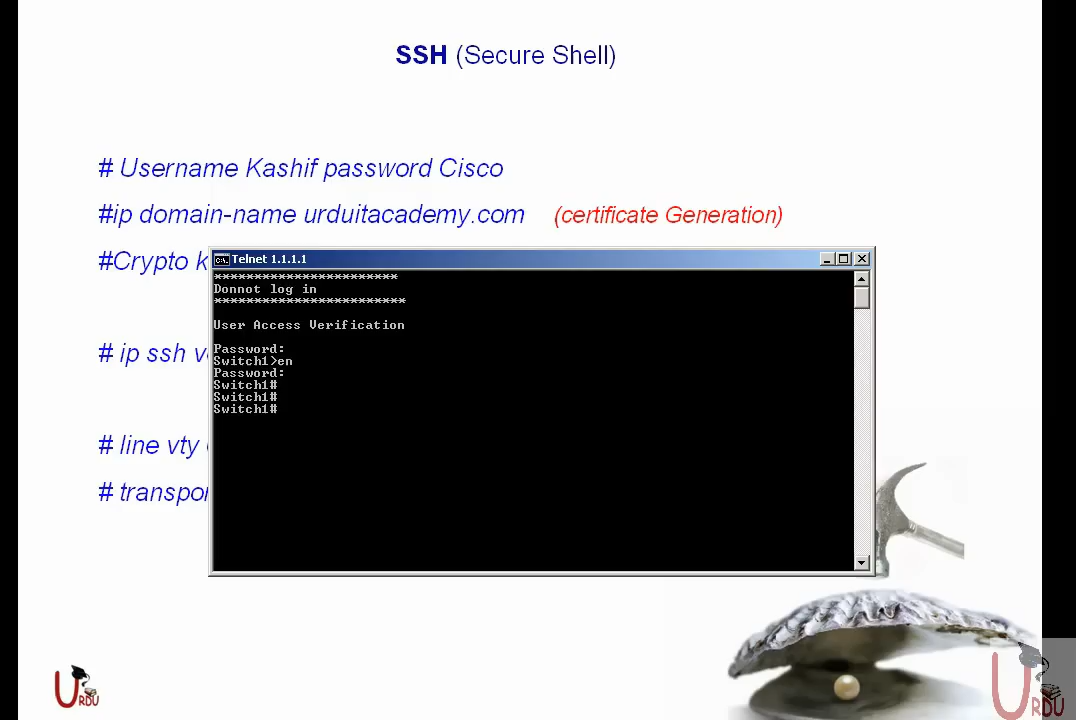 SSH (Secure Shell)
# Username Kashif password Cisco
#ip domain-name urduitacademy.com (certificate Generation)
#Crypto k
Telnet 1.1.1.1
***********************
Donnot log in
************************
User Access Verification
Password:
Switch1>en
Password:
Switch1#
Switch1#
Switch1#
# ip ssh v
# line vty
# transpor
URDU
URDU